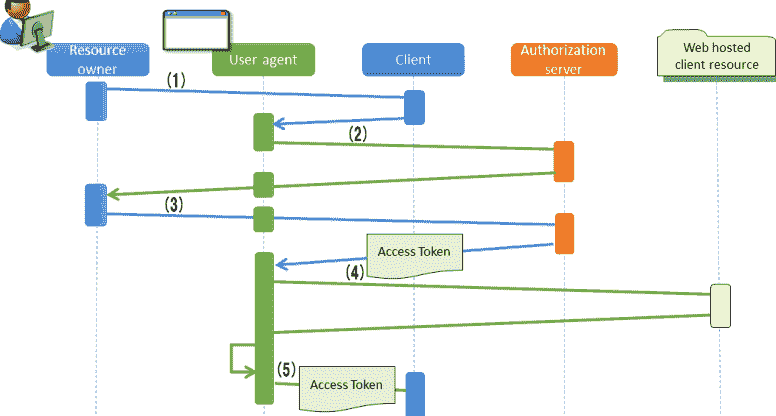 Resource
owner
User agent
Client
Authorization
server
Web hosted
client resource
(1)
(2)
(3)
Access Token
(4)
(5)
Access Token